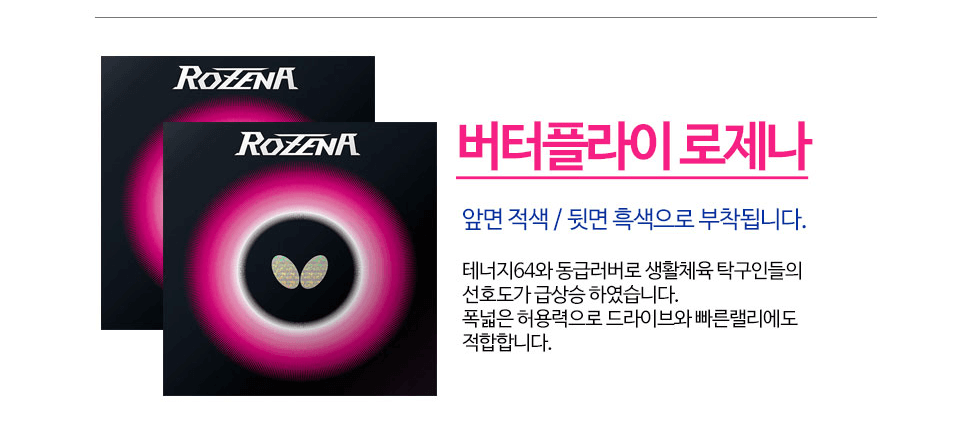 ROZENA
ROZENA
버터플라이 로제나
앞면 적색 / 뒷면 흑색으로 부착됩니다.
테너지64와 동급러버로 생활체육 탁구인들의
선호도가 급상승 하였습니다.
폭넓은 허용력으로 드라이브와 빠른랠리에도
적합합니다.